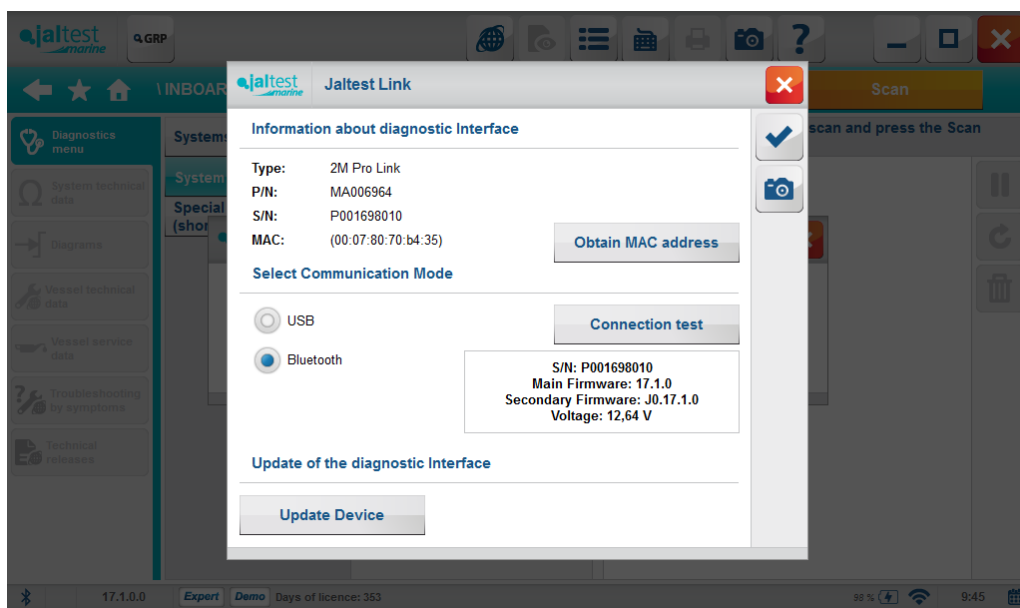 jaltest
marine
GRP
?
\ INBOAR
Scan
Diagnostics
menu
System technical
data
Diagrams
Vessel technical
data
Vessel service
data
Troubleshooting
by symptoms
Technical
releases
System
System
Special
(shor
scan and press the Scan
jaltest
marine
Jaltest Link
Information about diagnostic Interface
Type: 2M Pro Link
P/N: MA006964
S/N: P001698010
MAC: (00:07:80:70:b4:35)
Obtain MAC address
Select Communication Mode
USB
Connection test
Bluetooth
S/N: P001698010
Main Firmware: 17.1.0
Secondary Firmware: J0.17.1.0
Voltage: 12,64 V
Update of the diagnostic Interface
Update Device
17.1.0.0 Expert Demo Days of licence: 353 98 % 9:45